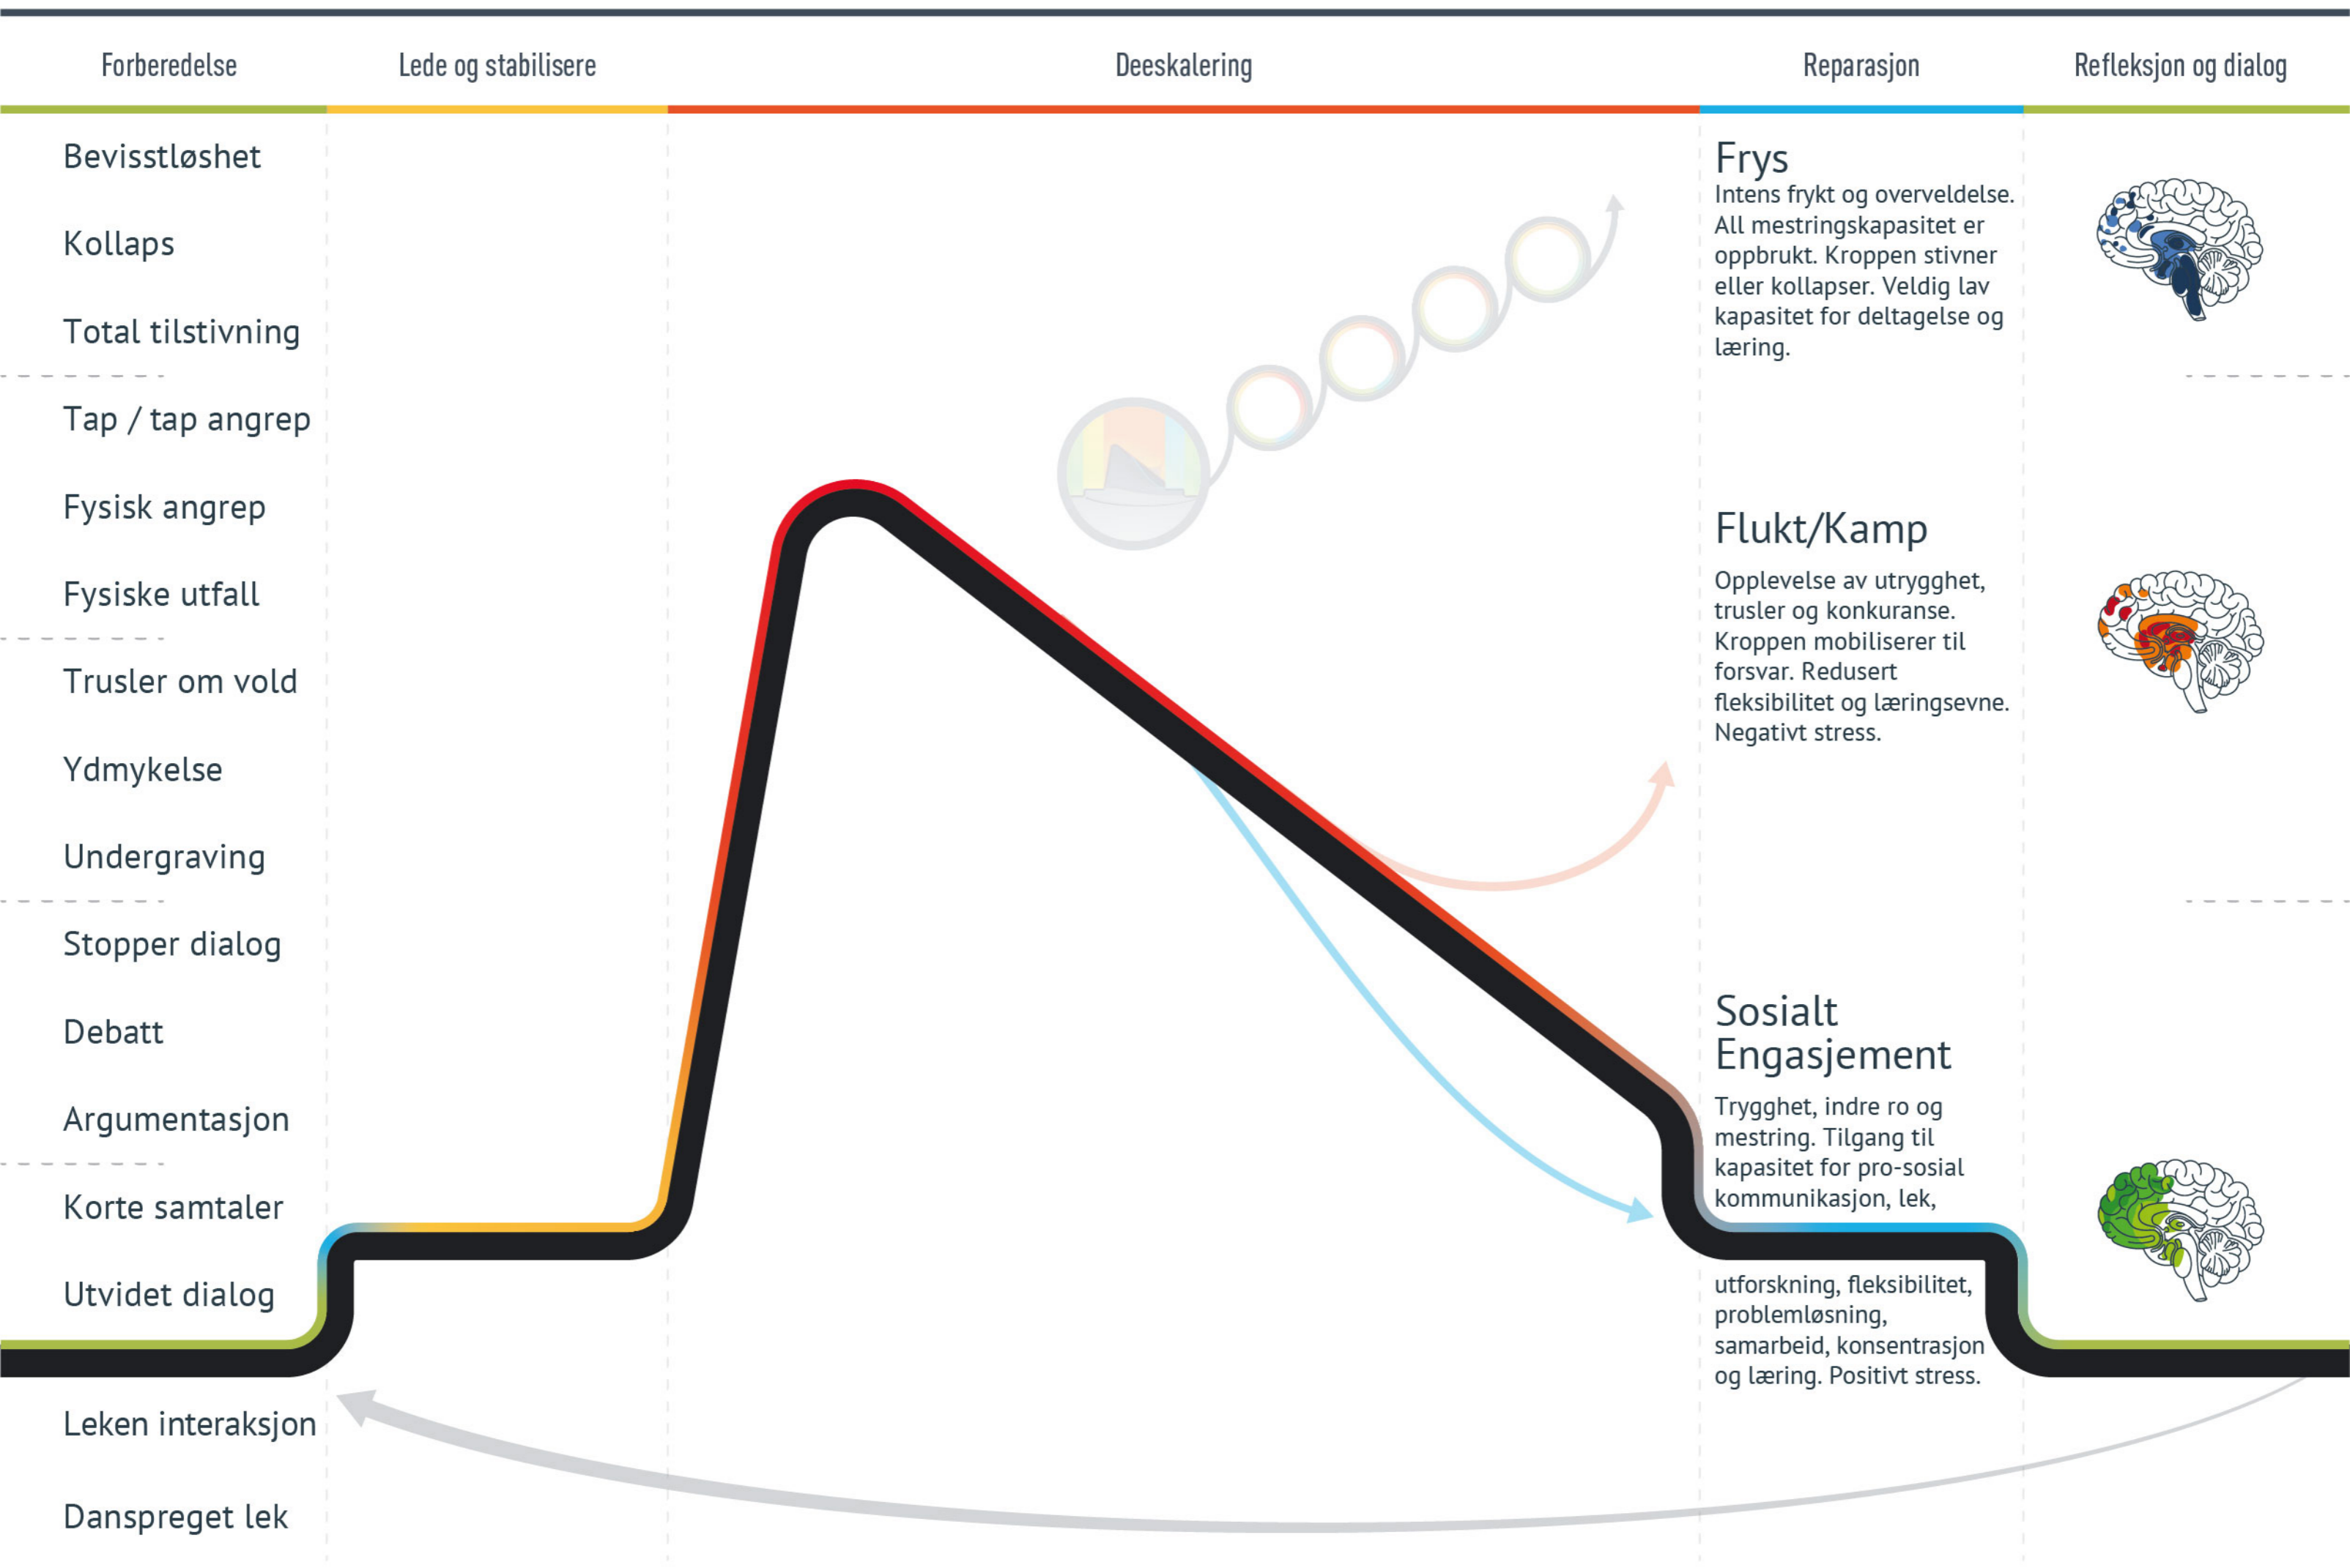 Forberedelse
Lede og stabilisere
Deeskalering
Reparasjon
Refleksjon og dialog
Bevisstløshet
Kollaps
Total tilstivning
Tap / tap angrep
Fysisk angrep
Fysiske utfall
Trusler om vold
Ydmykelse
Undergraving
Stopper dialog
Debatt
Argumentasjon
Korte samtaler
Utvidet dialog
Leken interaksjon
Danspreget lek
Frys
Intens frykt og overveldelse.
All mestringskapasitet er
oppbrukt. Kroppen stivner
eller kollapser. Veldig lav
kapasitet for deltagelse og
læring.
Flukt/Kamp
Opplevelse av utrygghet,
trusler og konkuranse.
Kroppen mobiliserer til
forsvar. Redusert
fleksibilitet og læringsevne.
Negativt stress.
Sosialt
Engasjement
Trygghet, indre ro og
mestring. Tilgang til
kapasitet for pro-sosial
kommunikasjon, lek,
utforskning, fleksibilitet,
problemløsning,
samarbeid, konsentrasjon
og læring. Positivt stress.